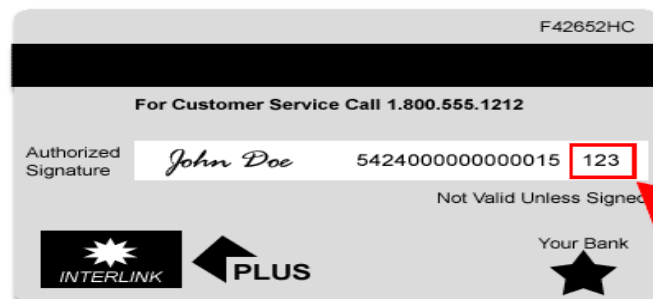 F42652HC
For Customer Service Call 1.800.555.1212
Authorized Signature John Doe 5424000000000015 123
Not Valid Unless Signed
INTERLINK PLUS Your Bank